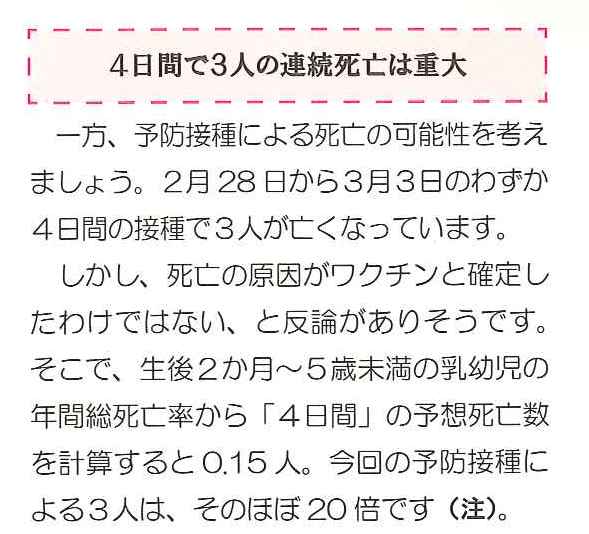 4日間で3人の連続死亡は重大
一方、予防接種による死亡の可能性を考え
ましょう。２月28日から３月３日のわずか
４日間の接種で３人が亡くなっています。
しかし、死亡の原因がワクチンと確定し
たわけではない、と反論がありそうです。
そこで、生後２か月～５歳未満の乳幼児の
年間総死亡率から「４日間」の予想死亡数
を計算すると0.15人。今回の予防接種に
よる３人は、そのほぼ20倍です（注）。